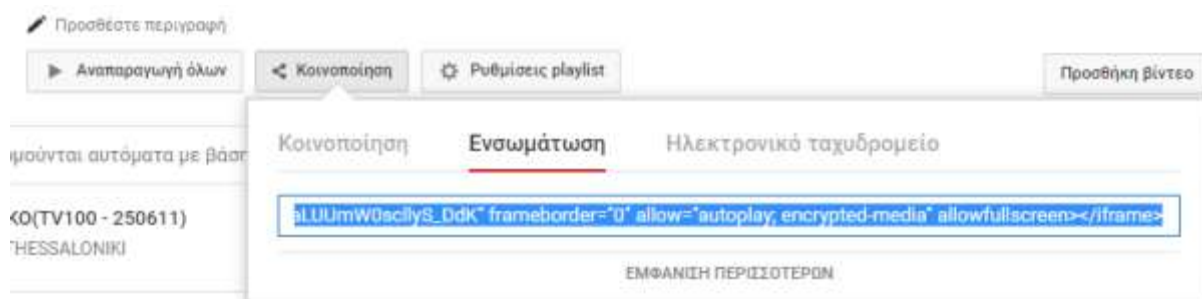 Προσθέστε περιγραφή
Αναπαραγωγή όλων
Κοινοποίηση
Ρυθμίσεις playlist
Προσθήκη βίντεο
Κοινοποίηση
Ενσωμάτωση
Ηλεκτρονικό ταχυδρομείο
μούνται αυτόματα με βάση
aLUUmW0scllyS_DdK" frameborder="0" allow="autoplay; encrypted-media" allowfullscreen></iframe>
ΚΟ(TV100 - 250611)
THESSALONIKI
ΕΜΦΑΝΙΣΗ ΠΕΡΙΣΣΟΤΕΡΩΝ